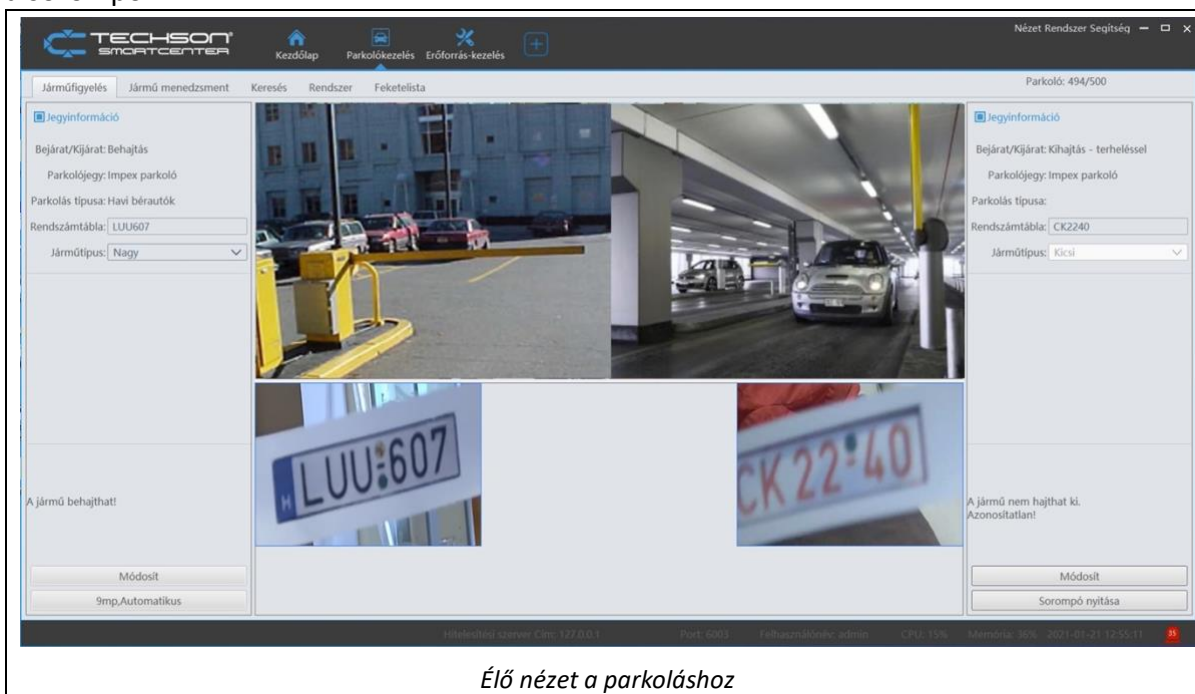 TECHSON
SMARTCENTER
Kezdőlap
Parkolókezelés
Erőforrás-kezelés
Nézet Rendszer Segítség
Járműfigyelés
Jármű menedzsment
Keresés
Rendszer
Feketelista
Parkoló: 494/500
Jegyinformáció
Bejárat/Kijárat: Behajtás
Parkolójegy: Impex parkoló
Parkolás típusa: Havi bérautók
Rendszámtábla: LUU607
Járműtípus: Nagy
A jármű behajthat!
Módosít
9mp,Automatikus
H LUU 607
CK 22 40
Jegyinformáció
Bejárat/Kijárat: Kihajtás - terheléssel
Parkolójegy: Impex parkoló
Parkolás típusa:
Rendszámtábla: CK2240
Járműtípus: Kicsi
A jármű nem hajthat ki.
Azonosítatlan!
Módosít
Sorompó nyitása
Hitelesítési szerver Cím: 127.0.0.1 Port: 6003 Felhasználónév: admin CPU: 15% Memória: 36% 2021-01-21 12:55:11 35
Élő nézet a parkoláshoz